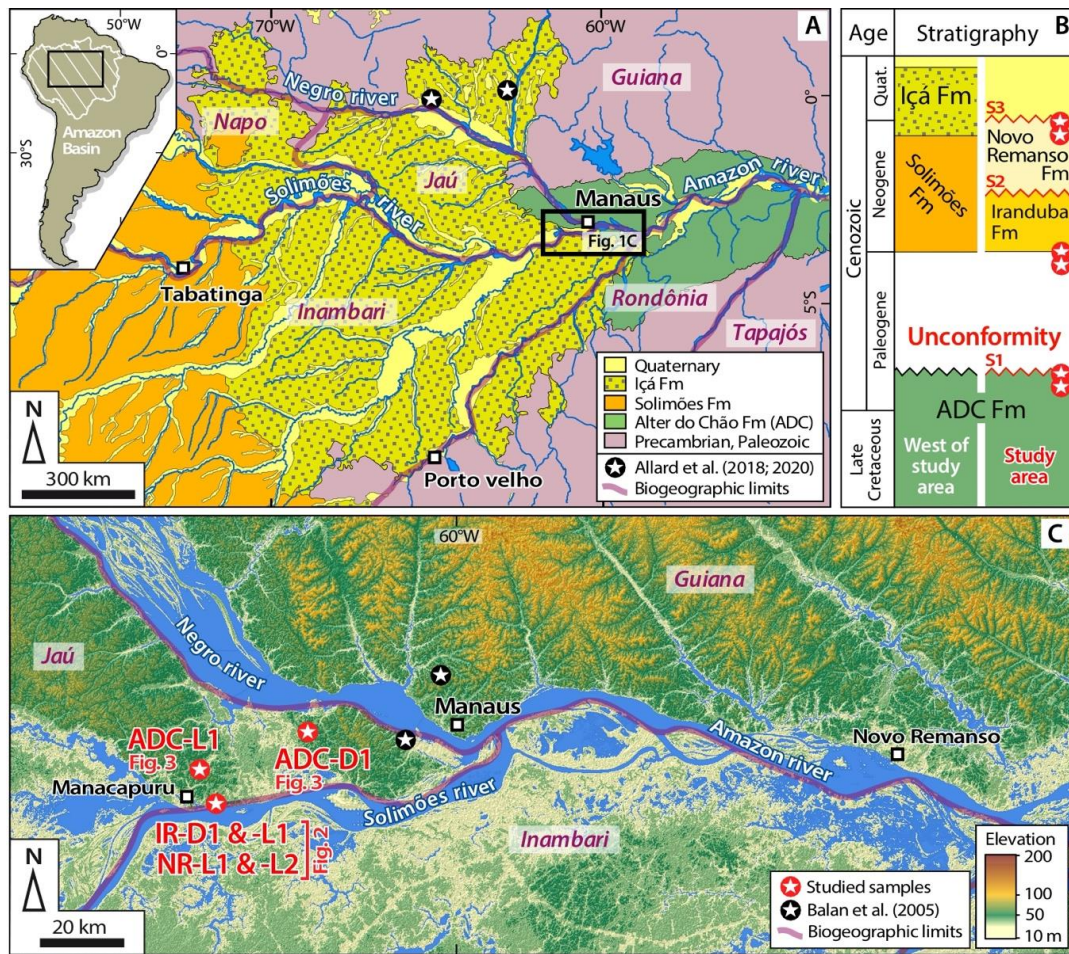 50°W
0°
Amazon
Basin
30°S
70°W
60°W
A
0°
5°S
Guiana
Negro river
Napo
Jaú
Solimões
river
Amazon
river
Manaus
Fig. 1C
Tabatinga
Inambari
Rondônia
Tapajós
Porto velho
N
300 km
Quaternary
Içá Fm
Solimões Fm
Alter do Chão Fm (ADC)
Precambrian, Paleozoic
Allard et al. (2018; 2020)
Biogeographic limits
Age
Stratigraphy
B
Cenozoic
Quat.
Neogene
Paleogene
Late
Cretaceous
Içá Fm
Solimões
Fm
S3
Novo
Remanso
Fm
S2
Iranduba
Fm
Unconformity
S1
ADC Fm
West of
study
area
Study
area
60°W
C
Guiana
Jaú
Negro river
Manaus
Novo Remanso
Amazon river
ADC-L1
Fig. 3
ADC-D1
Fig. 3
Manacapuru
Solimões river
IR-D1 & -L1
NR-L1 & -L2
Fig. 2
Inambari
N
20 km
Studied samples
Balan et al. (2005)
Biogeographic limits
Elevation
200
100
50
10 m